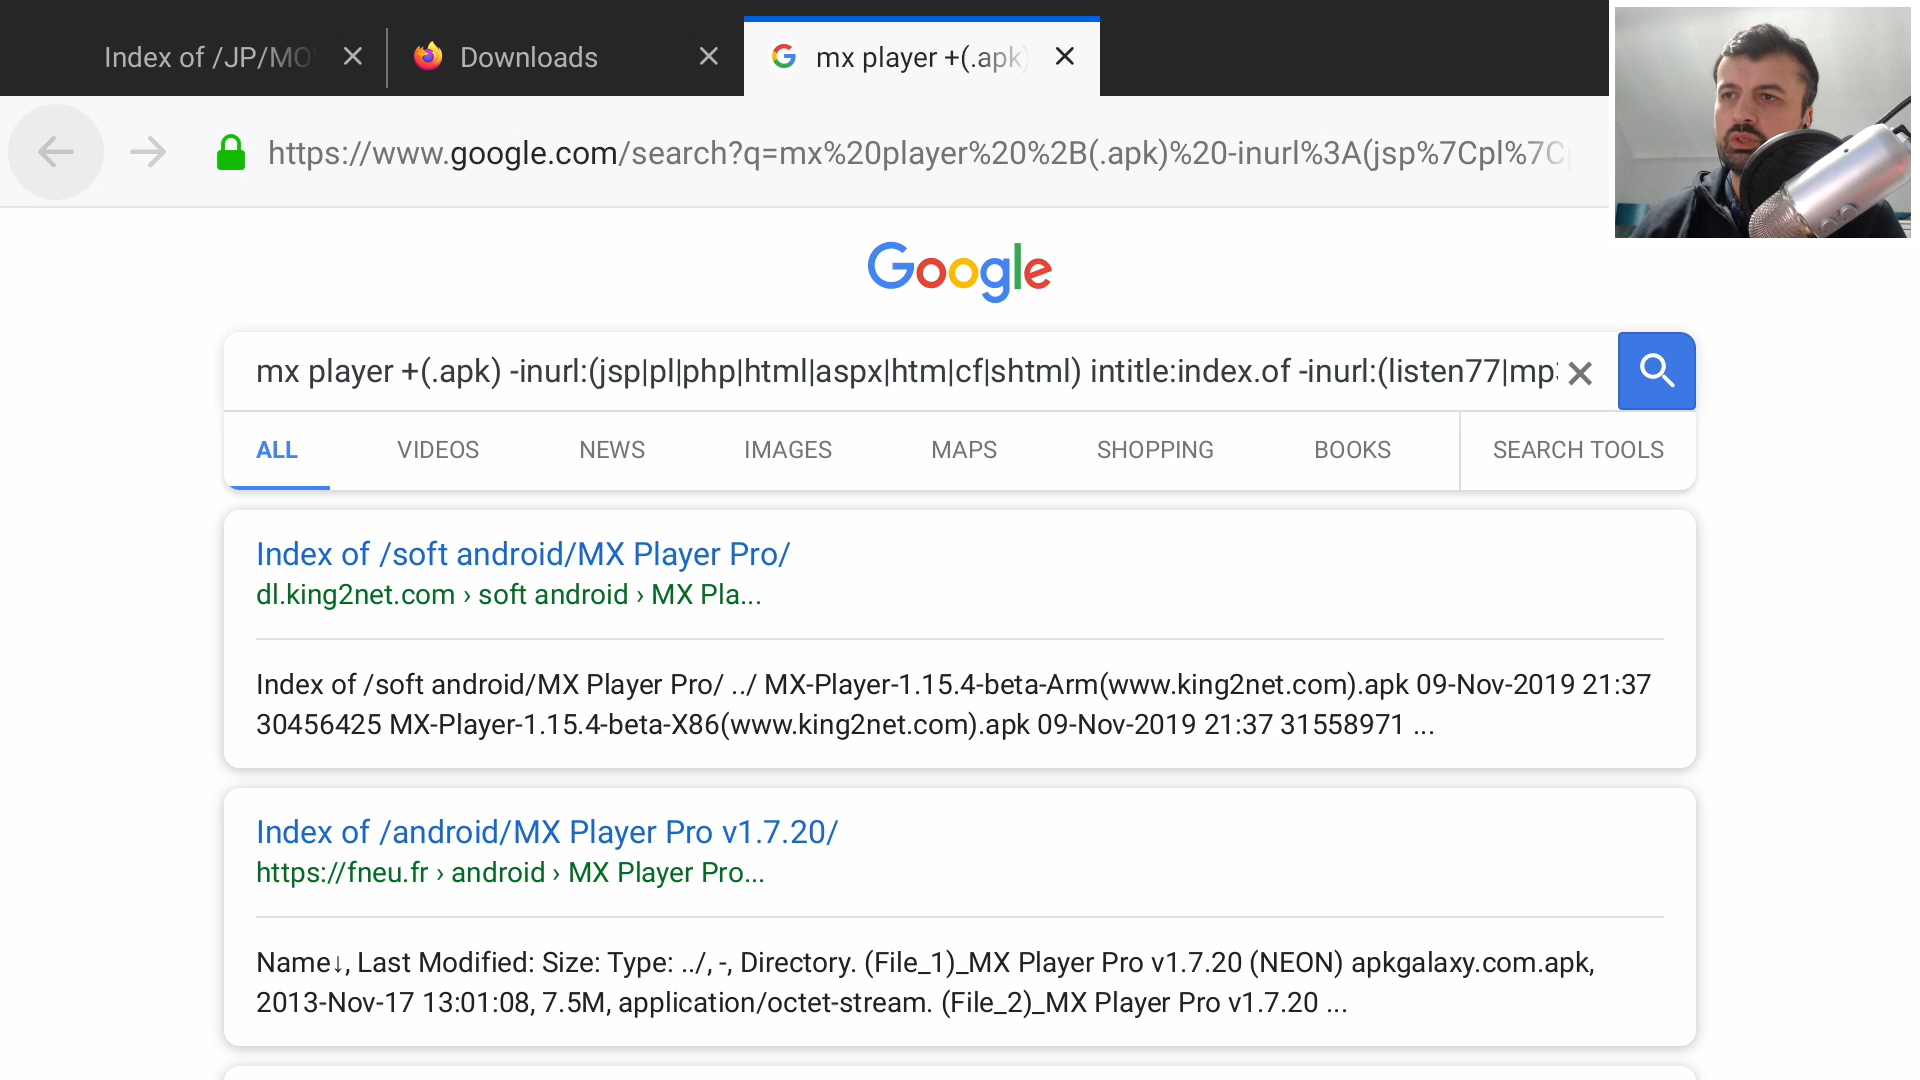 Index of /JP/MO
Downloads
mx player +(.apk)
https://www.google.com/search?q=mx%20player%20%2B(.apk)%20-inurl%3A(jsp%7Cpl%7C
Google
mx player +(.apk) -inurl:(jsp|pl|php|html|aspx|htm|cf|shtml) intitle:index.of -inurl:(listen77|mp3
ALL VIDEOS NEWS IMAGES MAPS SHOPPING BOOKS SEARCH TOOLS
Index of /soft android/MX Player Pro/
dl.king2net.com › soft android › MX Pla...
Index of /soft android/MX Player Pro/ ../ MX-Player-1.15.4-beta-Arm(www.king2net.com).apk 09-Nov-2019 21:37
30456425 MX-Player-1.15.4-beta-X86(www.king2net.com).apk 09-Nov-2019 21:37 31558971 ...
Index of /android/MX Player Pro v1.7.20/
https://fneu.fr › android › MX Player Pro...
Name↓, Last Modified: Size: Type: ../, -, Directory. (File_1)_MX Player Pro v1.7.20 (NEON) apkgalaxy.com.apk,
2013-Nov-17 13:01:08, 7.5M, application/octet-stream. (File_2)_MX Player Pro v1.7.20 ...